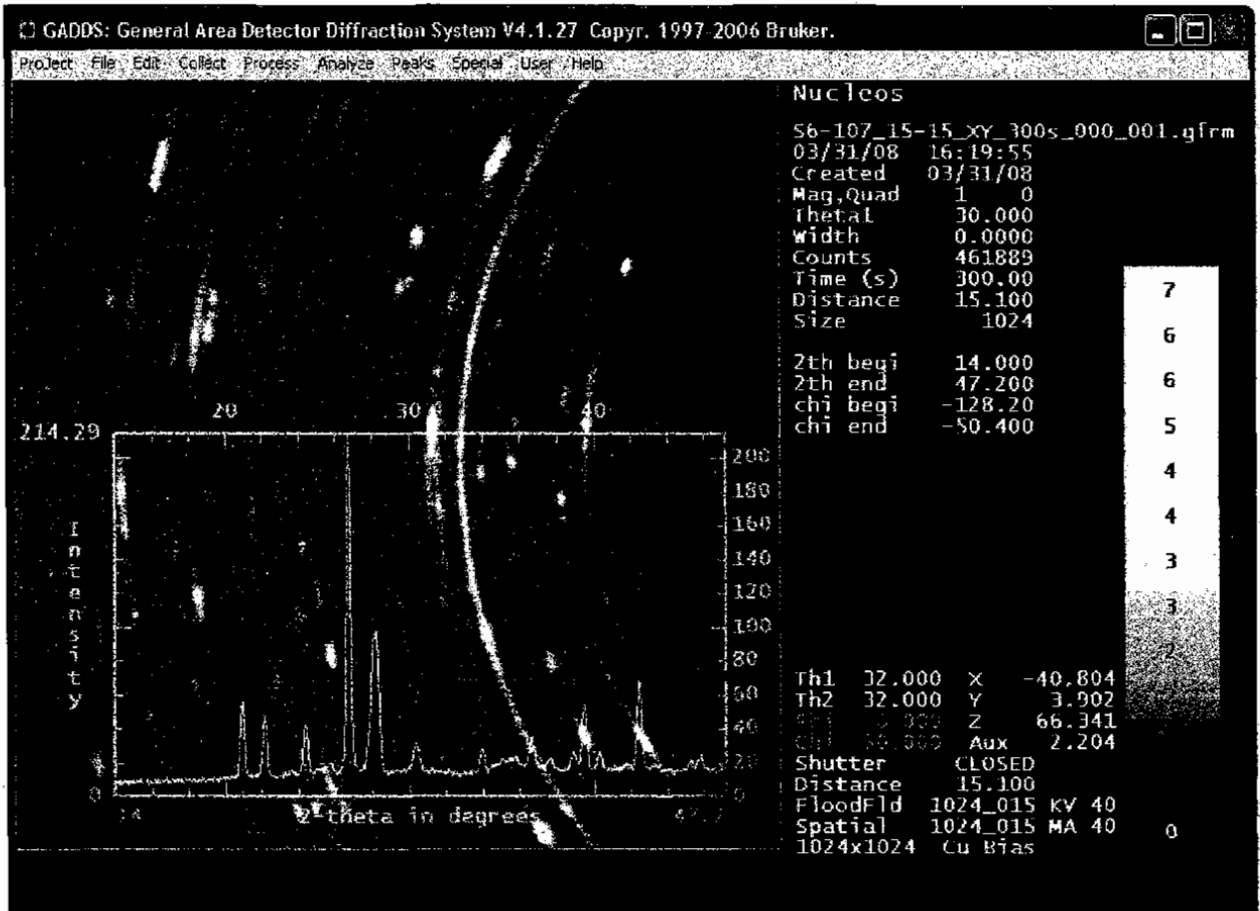 GADDS: General Area Detector Diffraction System V4.1.27 Copyr. 1997-2006 Bruker.
Project File Edit Collect Process Analyze Peaks Special User Help
Nucleos
S6-107_15-15_XY_300s_000_001.gfrm
03/31/08 16:19:55
Created 03/31/08
Mag,Quad 1 0
Theta1 30.000
Width 0.0000
Counts 461889
Time (s) 300.00
Distance 15.100
Size 1024
2th begi 14.000
2th end 47.200
chi begi -128.20
chi end -50.400
7
6
6
5
4
4
3
3
2
0
20 30 40
214.29
200
180
160
140
120
100
80
60
40
20
0
0
Intensity
14 2-theta in degrees 47.2
Th1 32.000 X -40.804
Th2 32.000 Y 3.902
Z 66.341
Aux 2.204
Shutter CLOSED
Distance 15.100
FloodFld 1024_015 KV 40
Spatial 1024_015 MA 40
1024x1024 Cu Bias